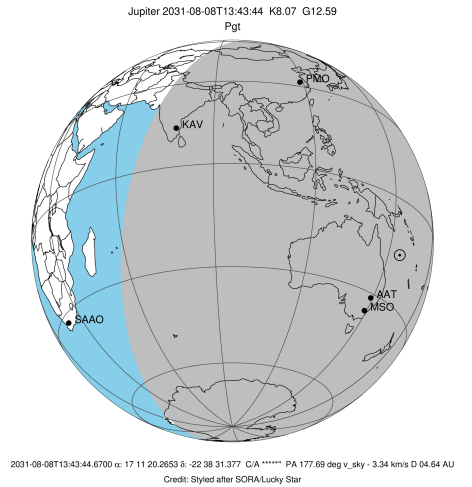 Jupiter 2031-08-08T13:43:44 K8.07 G12.59
Pgt
PMO
KAV
AAT
MSO
SAAO
2031-08-08T13:43:44.6700 α: 17 11 20.2653 δ: -22 38 31.377 C/A *****" PA 177.69 deg v_sky - 3.34 km/s D 04.64 AU
Credit: Styled after SORA/Lucky Star